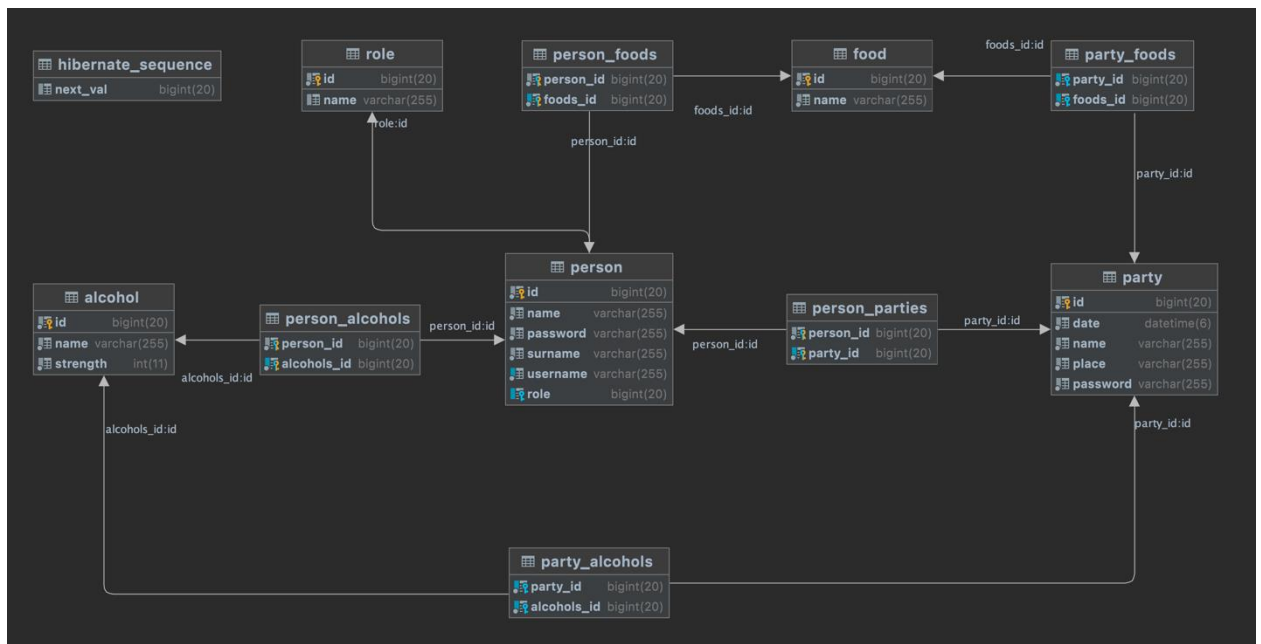 hibernate_sequence
next_val bigint(20)
role
id bigint(20)
name varchar(255)
role:id
person_foods
person_id bigint(20)
foods_id bigint(20)
foods_id:id
person_id:id
food
id bigint(20)
name varchar(255)
foods_id:id
party_foods
party_id bigint(20)
foods_id bigint(20)
party_id:id
alcohol
id bigint(20)
name varchar(255)
strength int(11)
alcohols_id:id
person_alcohols
person_id bigint(20)
alcohols_id bigint(20)
person_id:id
person
id bigint(20)
name varchar(255)
password varchar(255)
surname varchar(255)
username varchar(255)
role bigint(20)
person_id:id
person_parties
person_id bigint(20)
party_id bigint(20)
party_id:id
party
id bigint(20)
date datetime(6)
name varchar(255)
place varchar(255)
password varchar(255)
alcohols_id:id
party_id:id
party_alcohols
party_id bigint(20)
alcohols_id bigint(20)